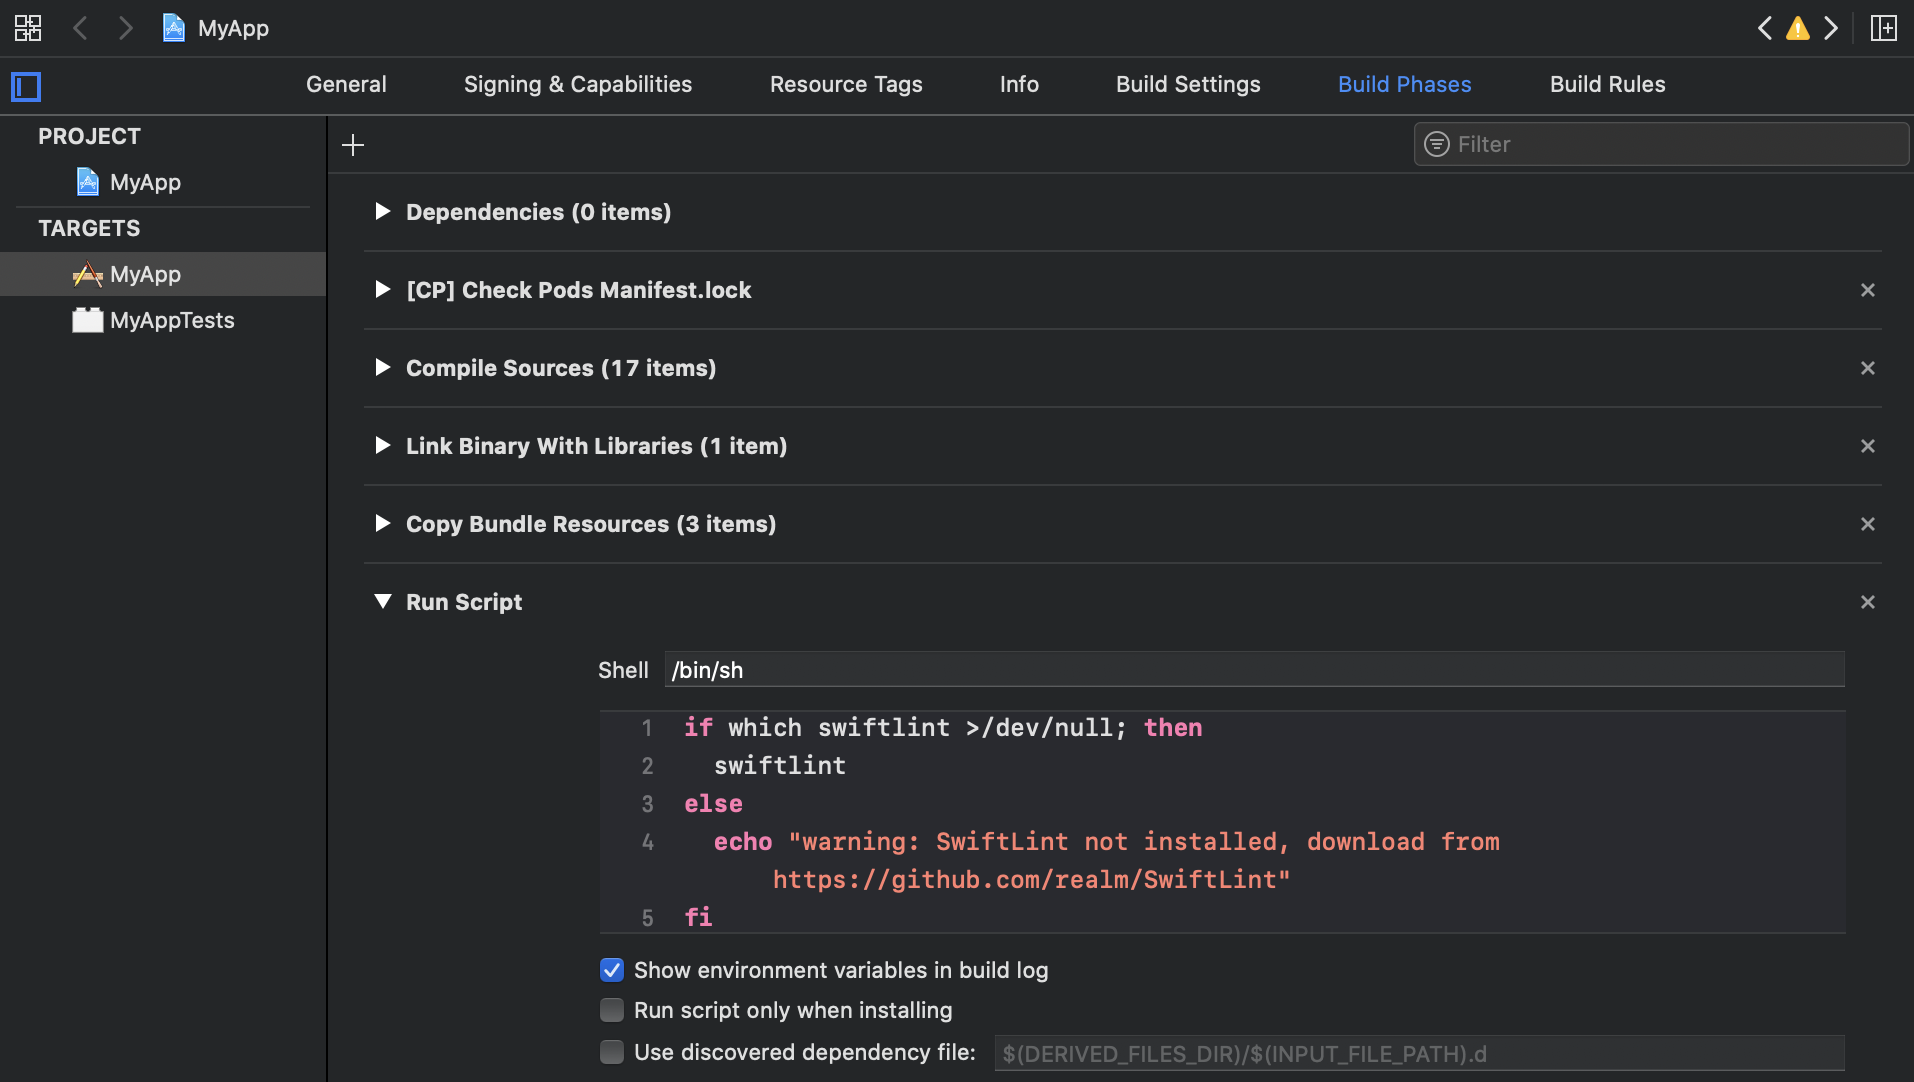 MyApp
General Signing & Capabilities Resource Tags Info Build Settings Build Phases Build Rules
PROJECT
MyApp
TARGETS
MyApp
MyAppTests
Filter
Dependencies (0 items)
[CP] Check Pods Manifest.lock
Compile Sources (17 items)
Link Binary With Libraries (1 item)
Copy Bundle Resources (3 items)
Run Script
Shell /bin/sh
1 if which swiftlint >/dev/null; then
2 swiftlint
3 else
4 echo "warning: SwiftLint not installed, download from
https://github.com/realm/SwiftLint"
5 fi
Show environment variables in build log
Run script only when installing
Use discovered dependency file: $(DERIVED_FILES_DIR)/$(INPUT_FILE_PATH).d